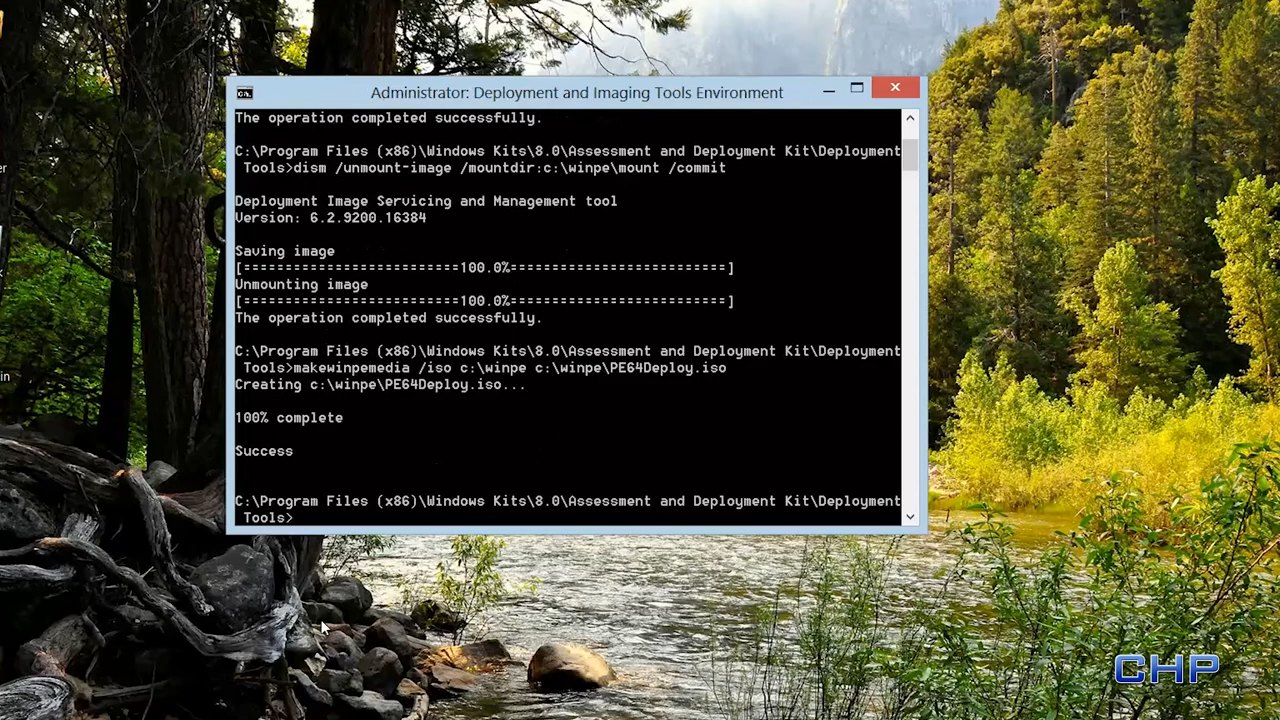 Administrator: Deployment and Imaging Tools Environment
The operation completed successfully.
C:\Program Files (x86)\Windows Kits\8.0\Assessment and Deployment Kit\Deployment
Tools>dism /unmount-image /mountdir:c:\winpe\mount /commit
Deployment Image Servicing and Management tool
Version: 6.2.9200.16384
Saving image
[--------------------------100.0%--------------------------]
Unmounting image
[--------------------------100.0%--------------------------]
The operation completed successfully.
C:\Program Files (x86)\Windows Kits\8.0\Assessment and Deployment Kit\Deployment
Tools>makewinpemedia /iso c:\winpe c:\winpe\PE64Deploy.iso
Creating c:\winpe\PE64Deploy.iso...
100% complete
Success
C:\Program Files (x86)\Windows Kits\8.0\Assessment and Deployment Kit\Deployment
Tools>
CHP